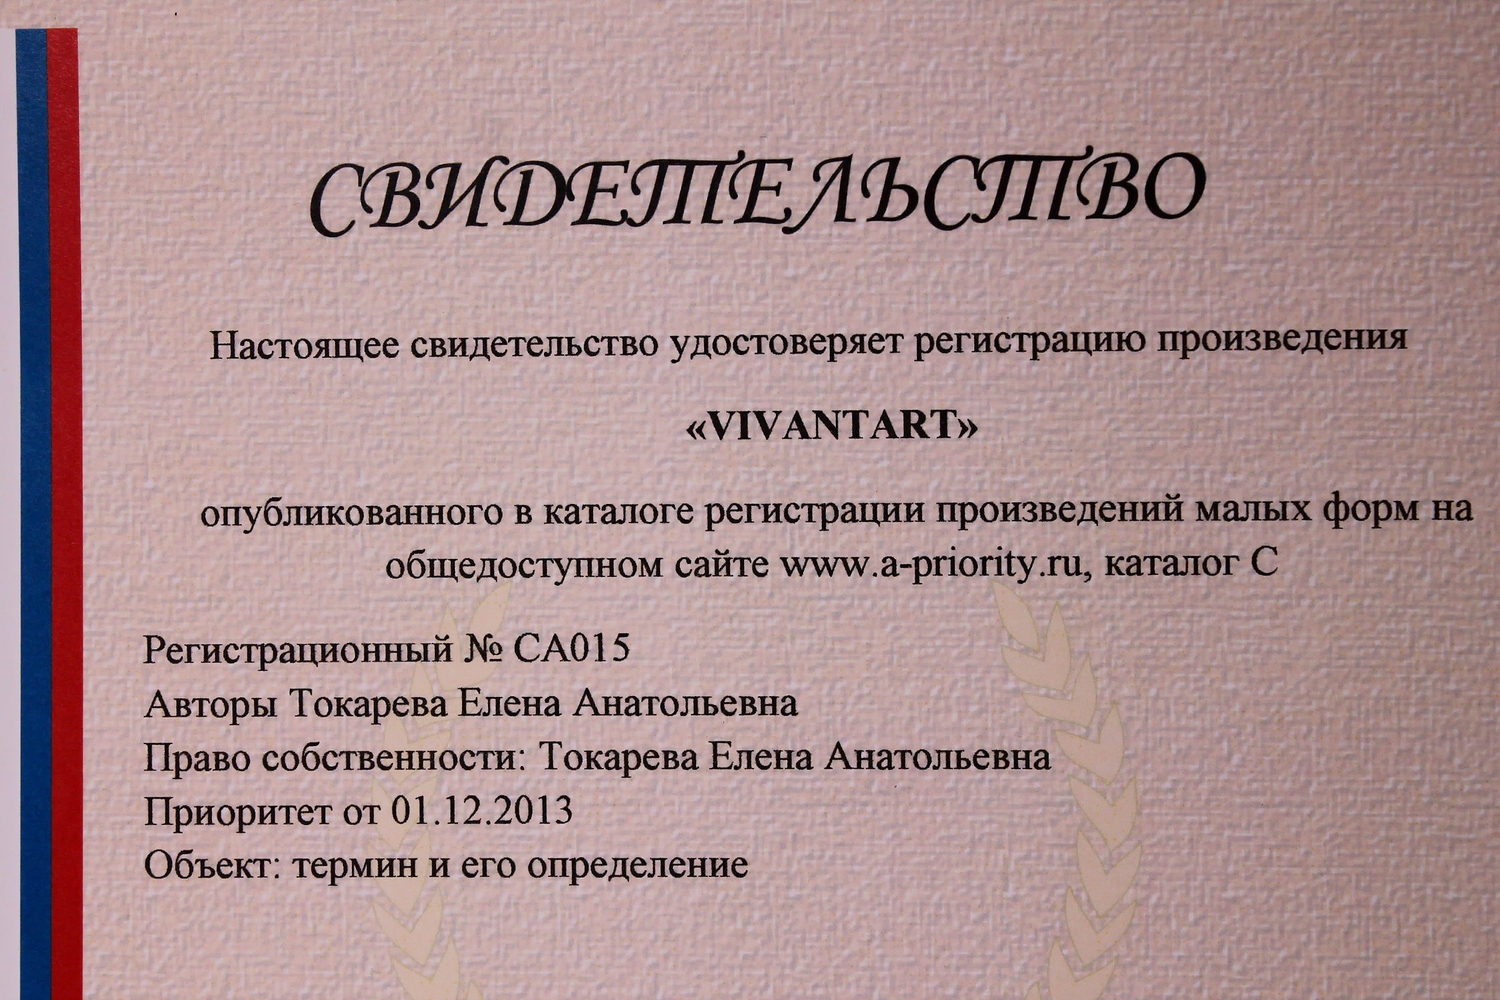 СВИДЕТЕЛЬСТВО
Настоящее свидетельство удостоверяет регистрацию произведения
«VIVANTART»
опубликованного в каталоге регистрации произведений малых форм на
общедоступном сайте www.a-priority.ru, каталог С
Регистрационный № СА015
Авторы Токарева Елена Анатольевна
Право собственности: Токарева Елена Анатольевна
Приоритет от 01.12.2013
Объект: термин и его определение